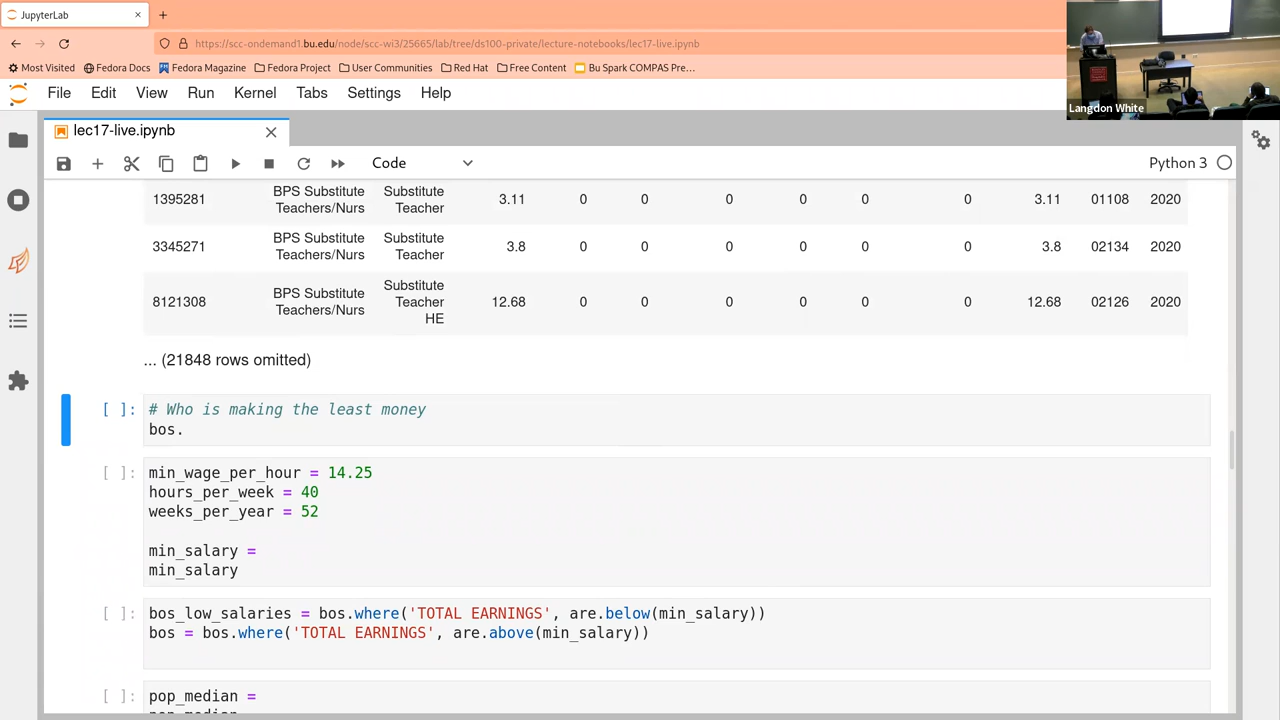 JupyterLab
https://scc-ondemand1.bu.edu/node/scc-wi3/25665/lab/tree/ds100-private/lecture-notebooks/lec17-live.ipynb
Most Visited Fedora Docs Fedora Magazine Fedora Project User Communities Red Hat Free Content Bu Spark COMPAS Pre…
Langdon White
File Edit View Run Kernel Tabs Settings Help
lec17-live.ipynb
Code Python 3
1395281 BPS Substitute Teachers/Nurs Substitute Teacher 3.11 0 0 0 0 0 0 3.11 01108 2020
3345271 BPS Substitute Teachers/Nurs Substitute Teacher 3.8 0 0 0 0 0 0 3.8 02134 2020
8121308 BPS Substitute Teachers/Nurs Substitute Teacher HE 12.68 0 0 0 0 0 0 12.68 02126 2020
... (21848 rows omitted)
[ ]: # Who is making the least money
bos.
[ ]: min_wage_per_hour = 14.25
hours_per_week = 40
weeks_per_year = 52
min_salary =
min_salary
[ ]: bos_low_salaries = bos.where('TOTAL EARNINGS', are.below(min_salary))
bos = bos.where('TOTAL EARNINGS', are.above(min_salary))
[ ]: pop_median =
pop_median